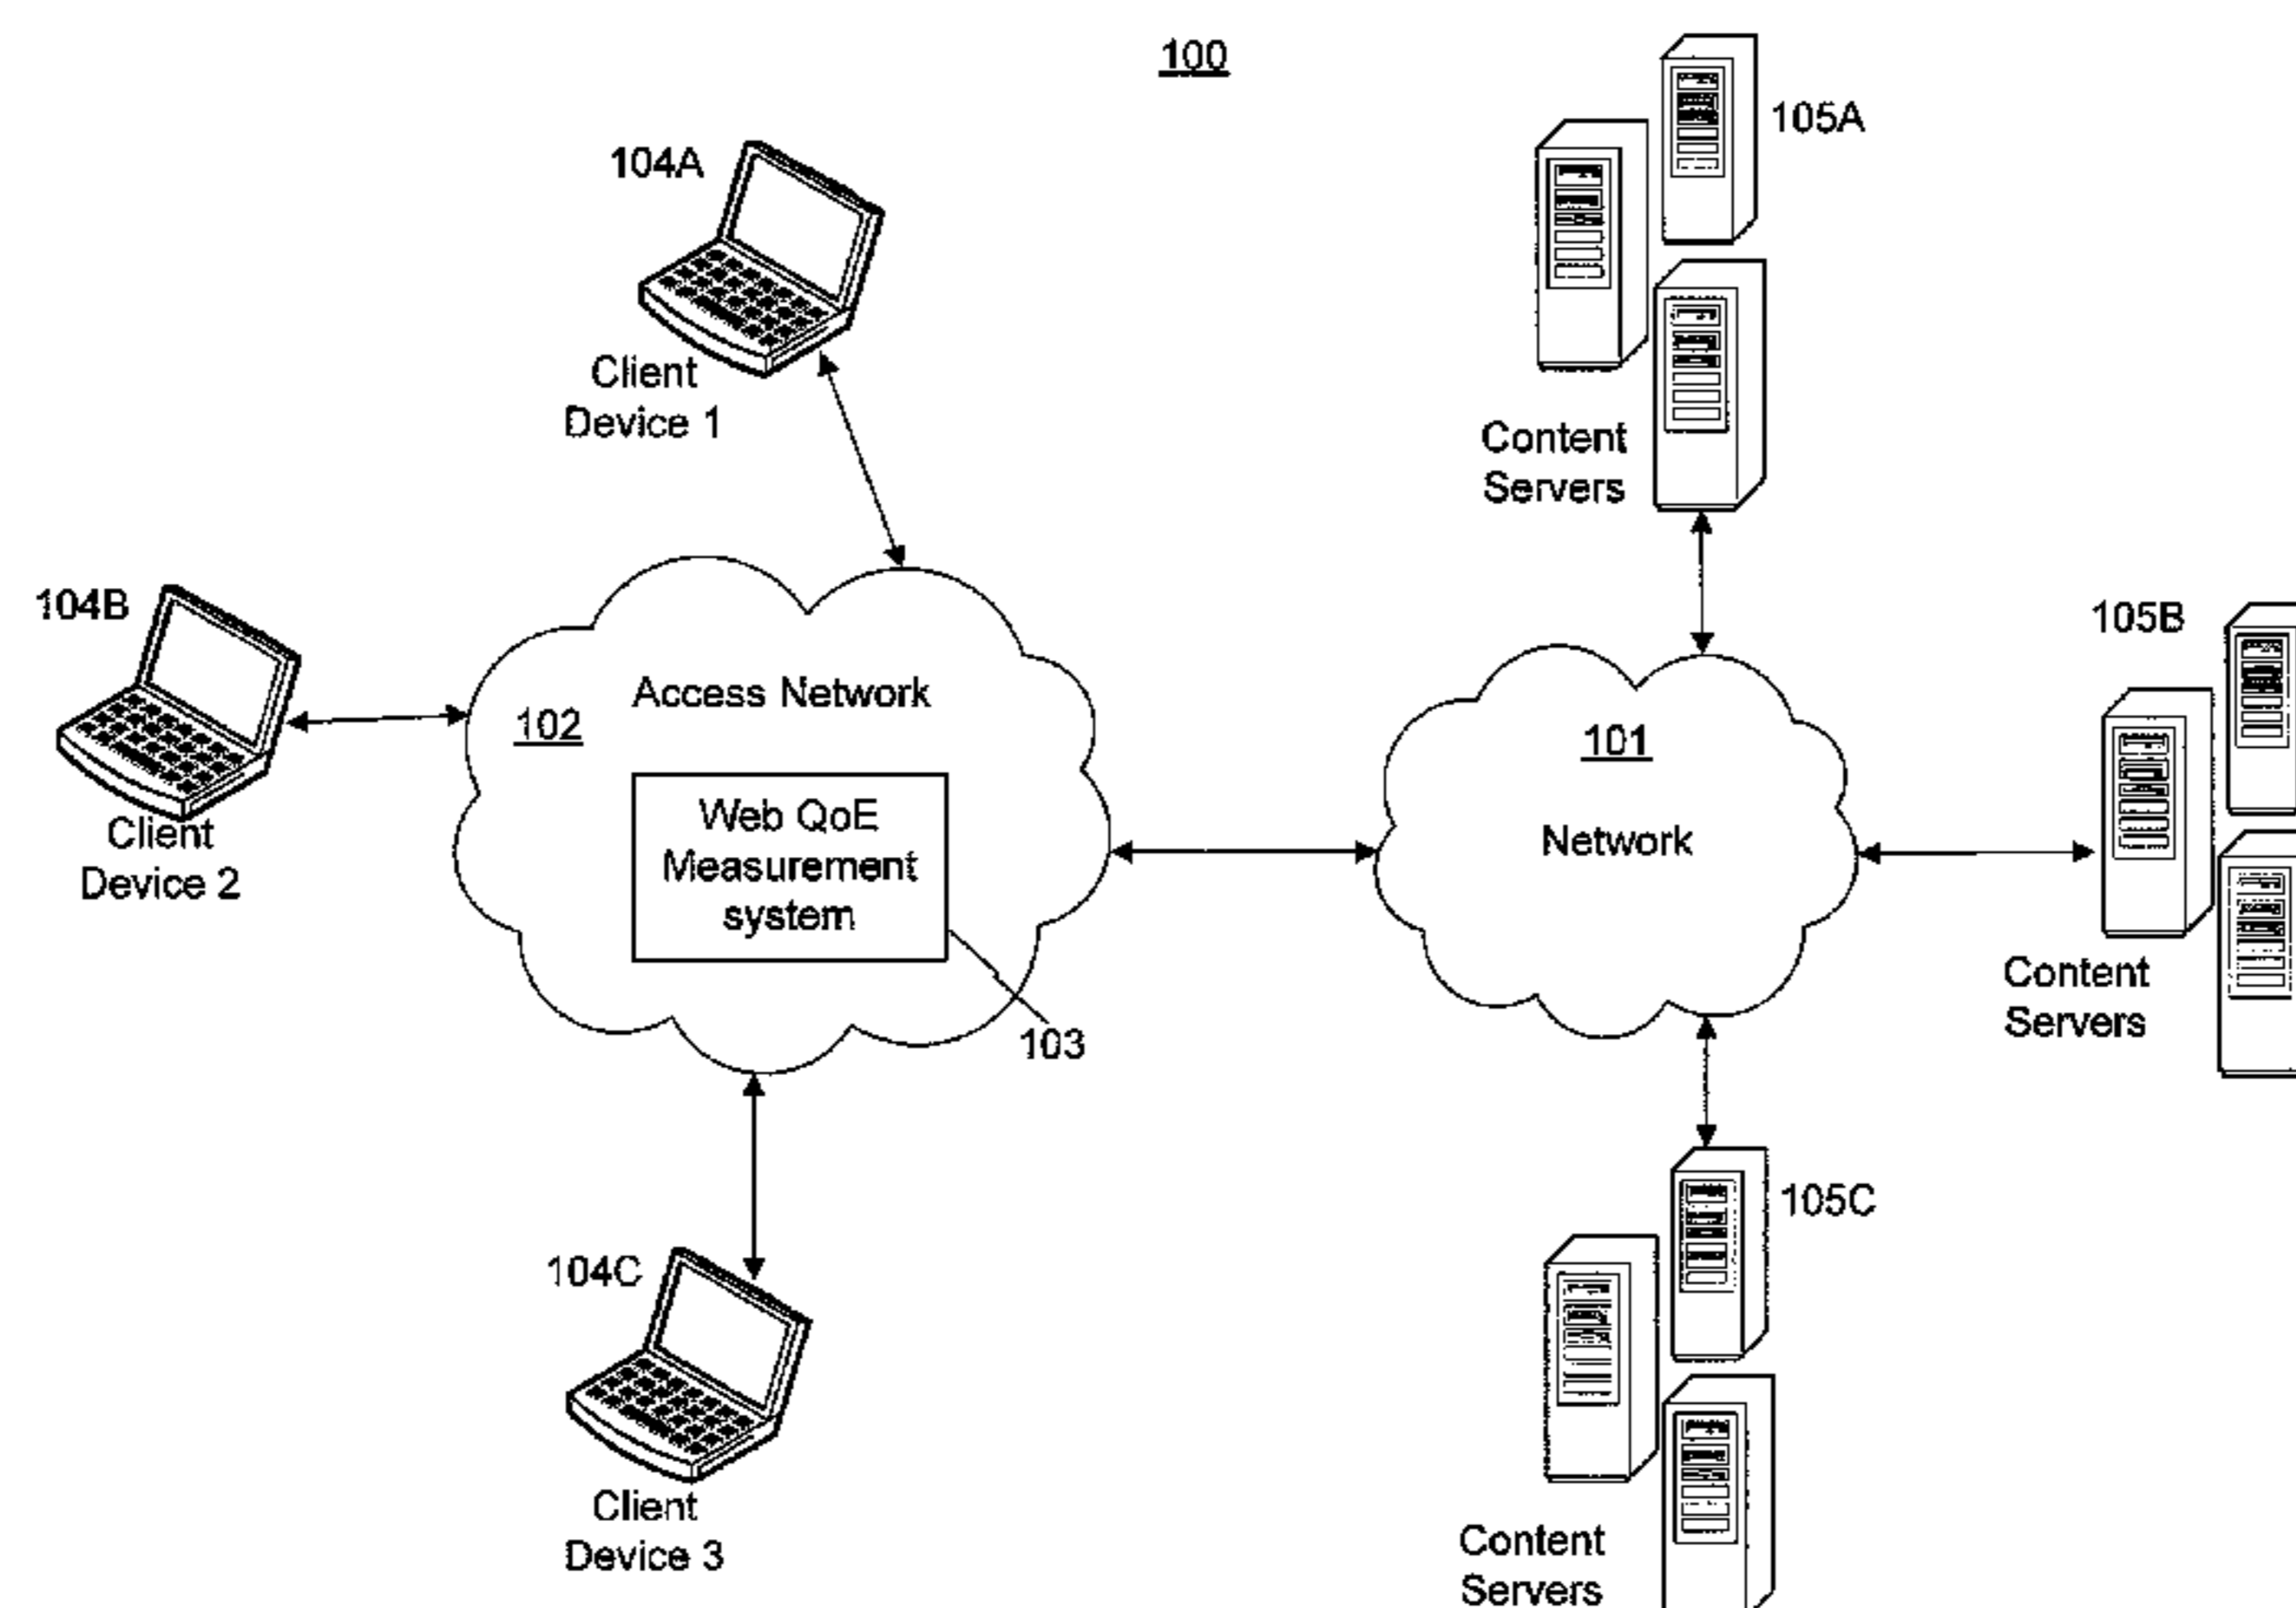 100
104A
Client
Device 1
105A
Content
Servers
104B
Client
Device 2
Access Network
102
Web QoE
Measurement
system
103
101
Network
105B
Content
Servers
104C
Client
Device 3
105C
Content
Servers